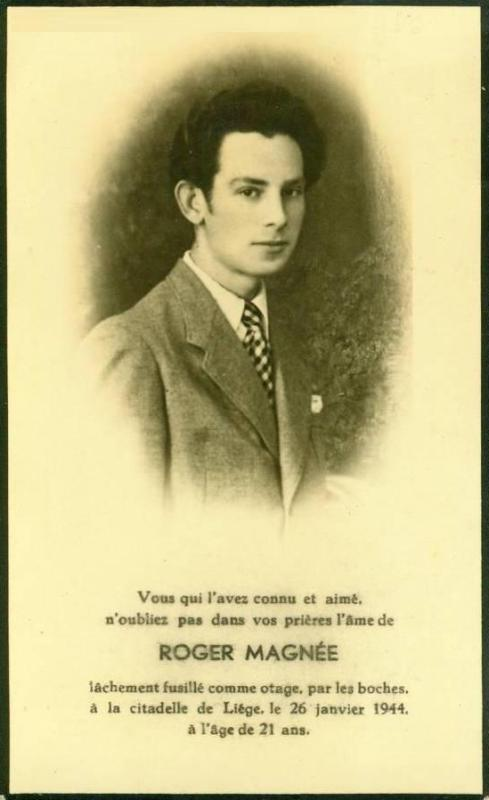 Vous qui l'avez connu et aimé,
n'oubliez pas dans vos prières l'âme de
ROGER MAGNÉE
lâchement fusillé comme otage, par les boches,
à la citadelle de Liége, le 26 janvier 1944,
à l'âge de 21 ans.